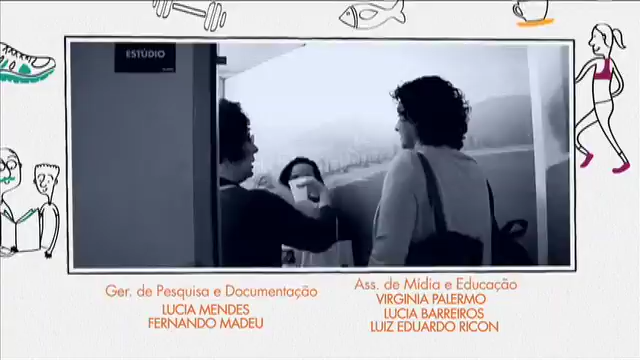 ESTÚDIO
Ger. de Pesquisa e Documentação
LUCIA MENDES
FERNANDO MADEU
Ass. de Mídia e Educação
VIRGINIA PALERMO
LUCIA BARREIROS
LUIZ EDUARDO RICON